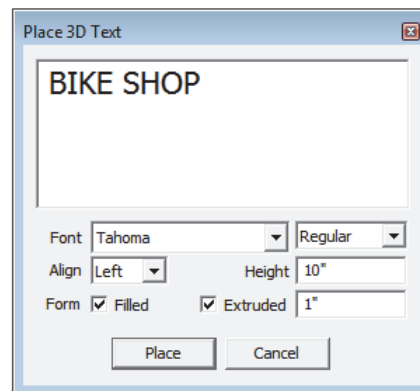 Place 3D Text
BIKE SHOP
Font Tahoma Regular
Align Left Height 10"
Form Filled Extruded 1"
Place Cancel